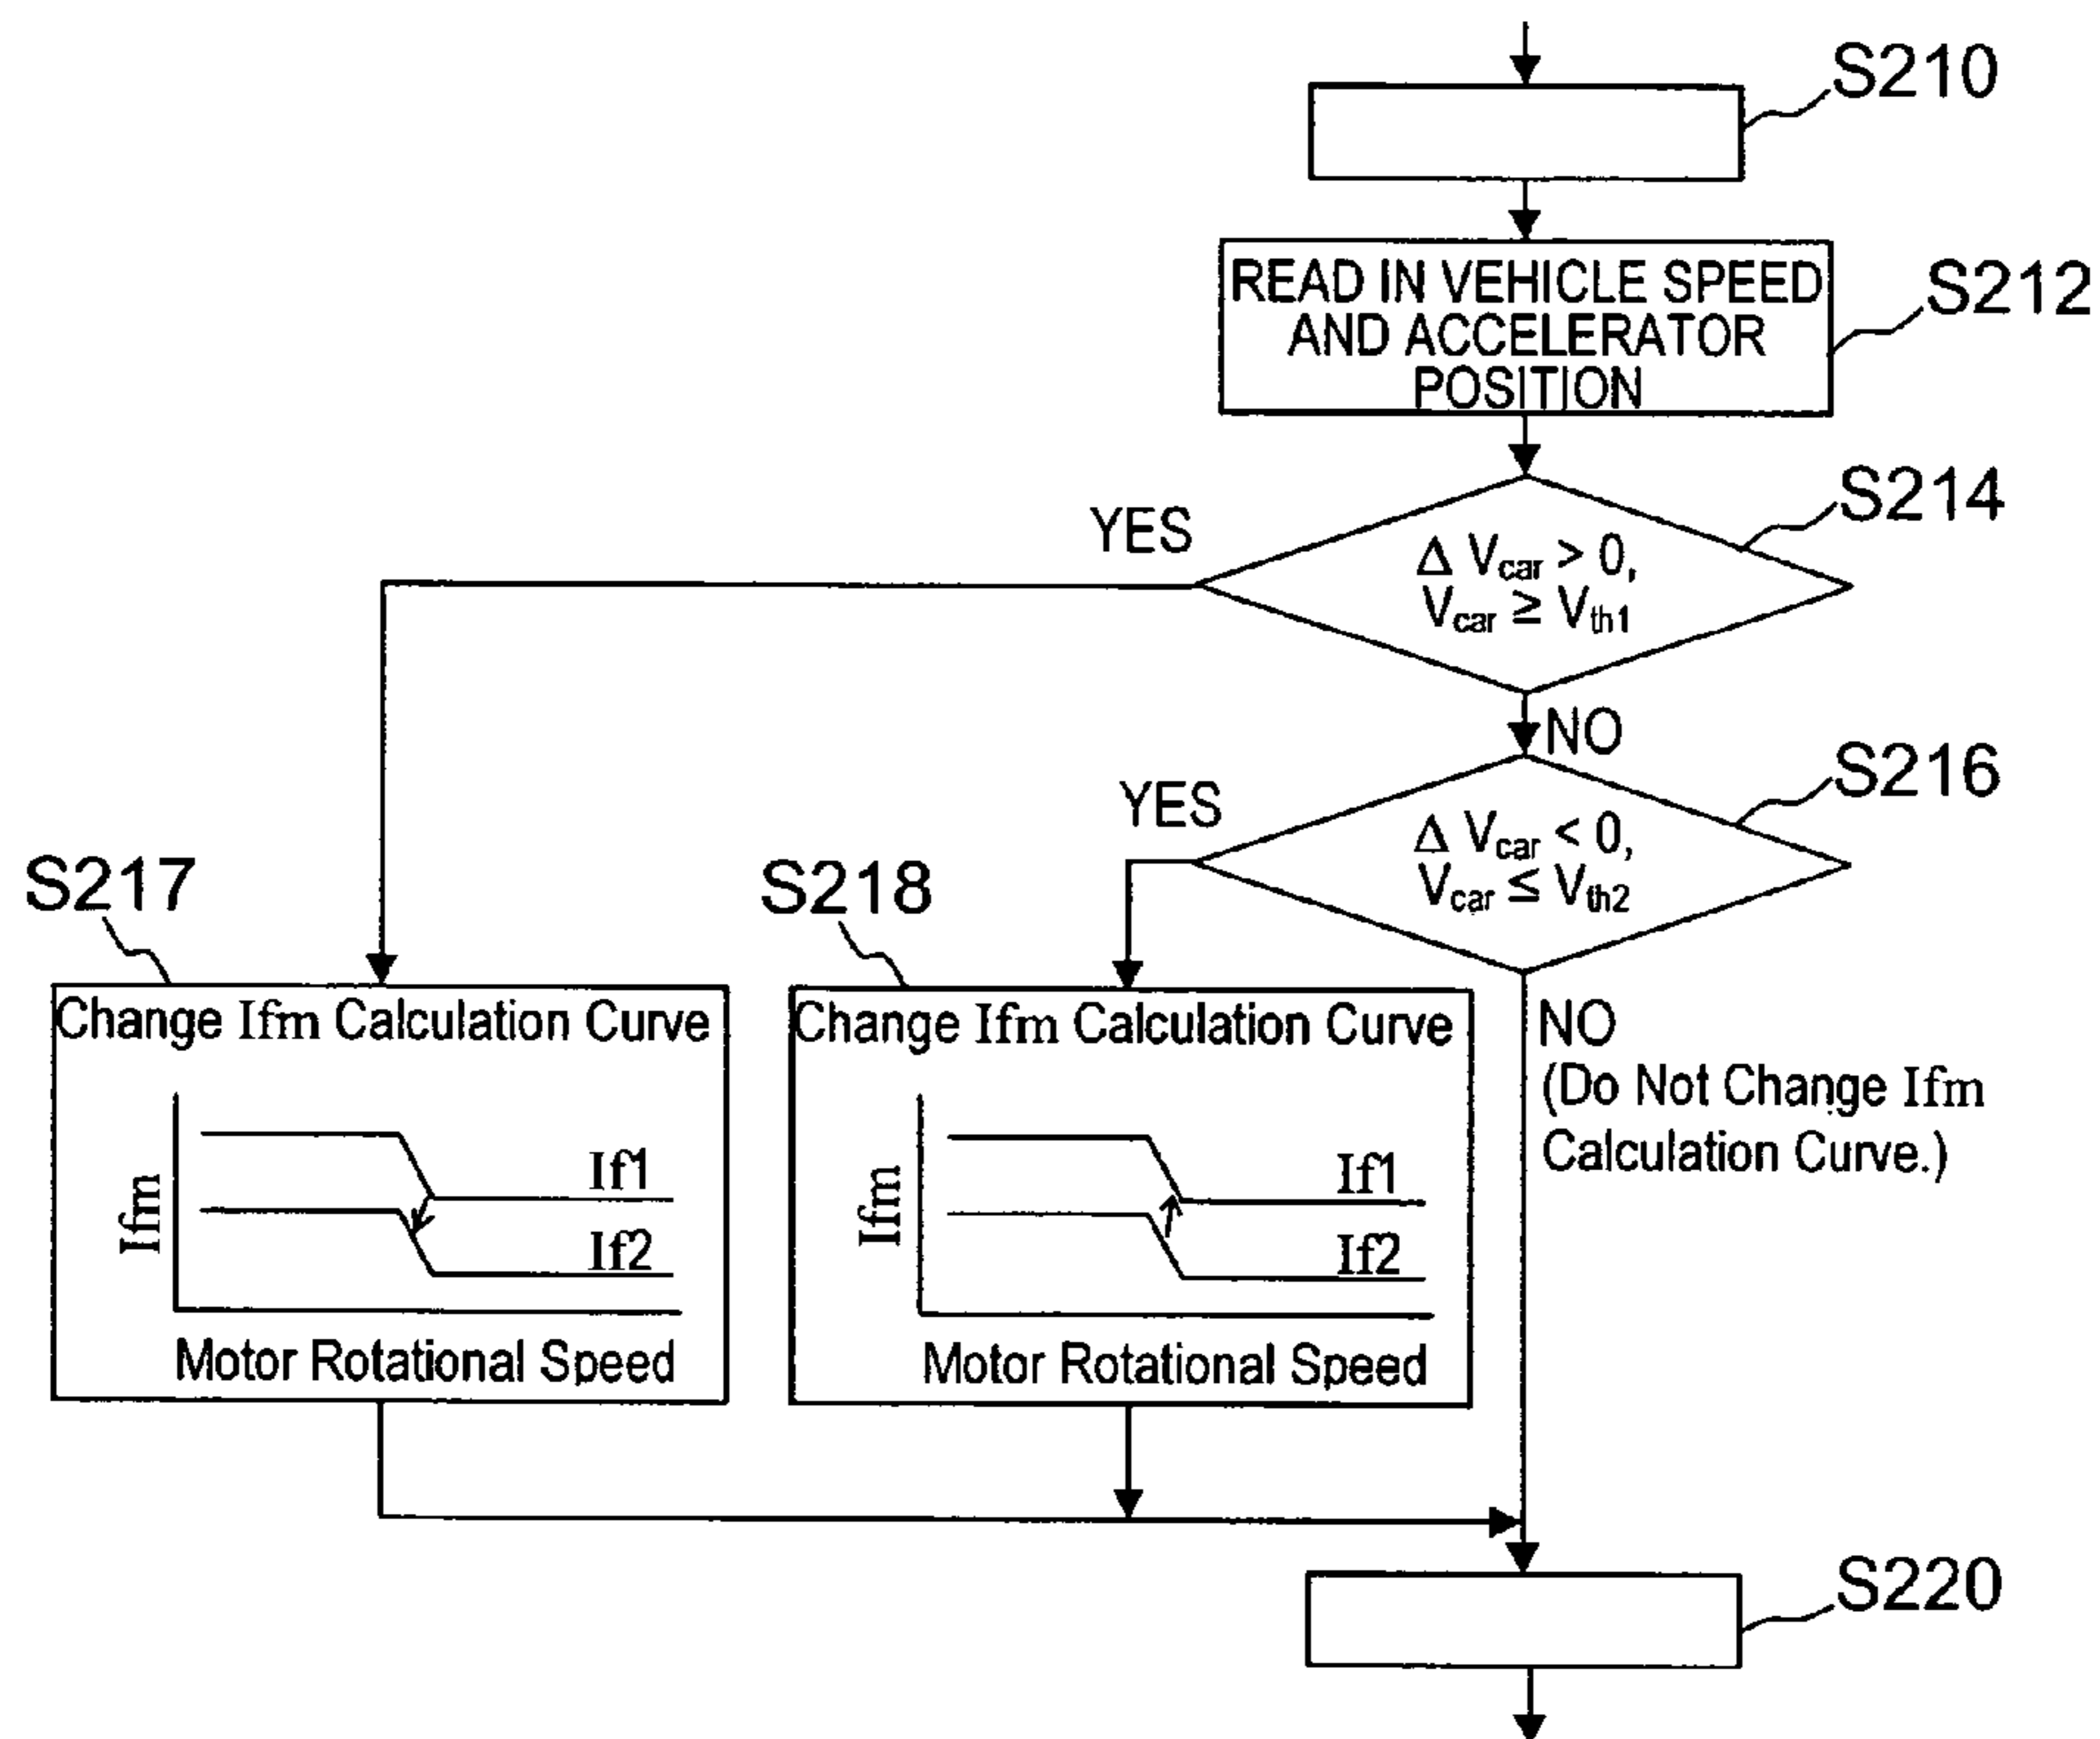 S210
READ IN VEHICLE SPEED
AND ACCELERATOR
POSITION
S212
S214
YES
Δ Vcar > 0,
Vcar ≥ Vth1
NO
S216
YES
Δ Vcar < 0,
Vcar ≤ Vth2
S217
S218
Change Ifm Calculation Curve
Ifm
If1
If2
Motor Rotational Speed
Change Ifm Calculation Curve
Ifm
If1
If2
Motor Rotational Speed
NO
(Do Not Change Ifm
Calculation Curve.)
S220